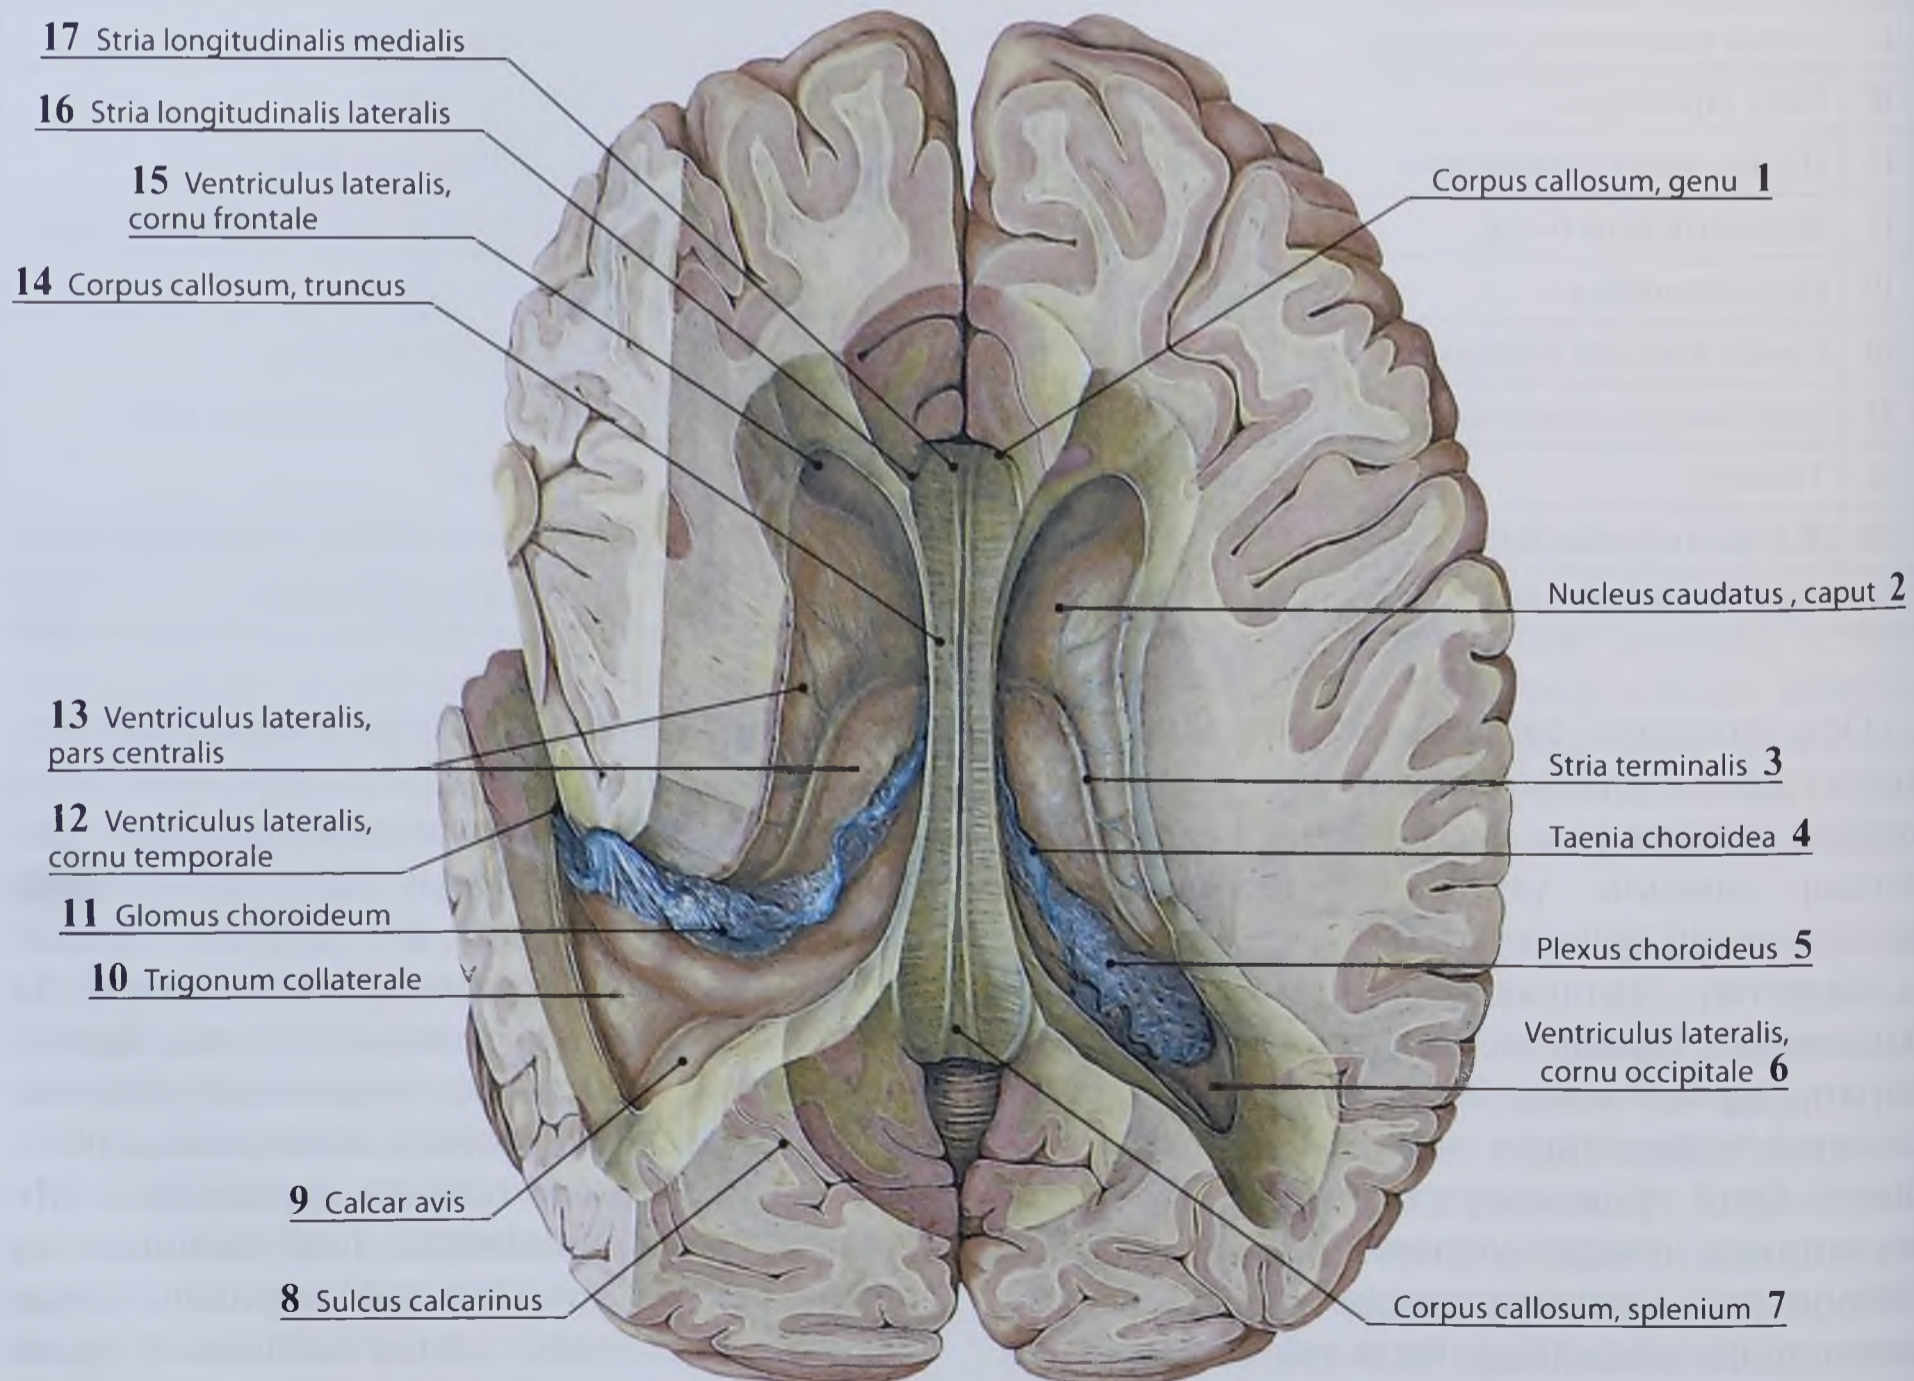 17 Stria longitudinalis medialis
16 Stria longitudinalis lateralis
15 Ventriculus lateralis,
cornu frontale
14 Corpus callosum, truncus
13 Ventriculus lateralis,
pars centralis
12 Ventriculus lateralis,
cornu temporale
11 Glomus choroideum
10 Trigonum collaterale
9 Calcar avis
8 Sulcus calcarinus
Corpus callosum, genu 1
Nucleus caudatus , caput 2
Stria terminalis 3
Taenia choroidea 4
Plexus choroideus 5
Ventriculus lateralis,
cornu occipitale 6
Corpus callosum, splenium 7